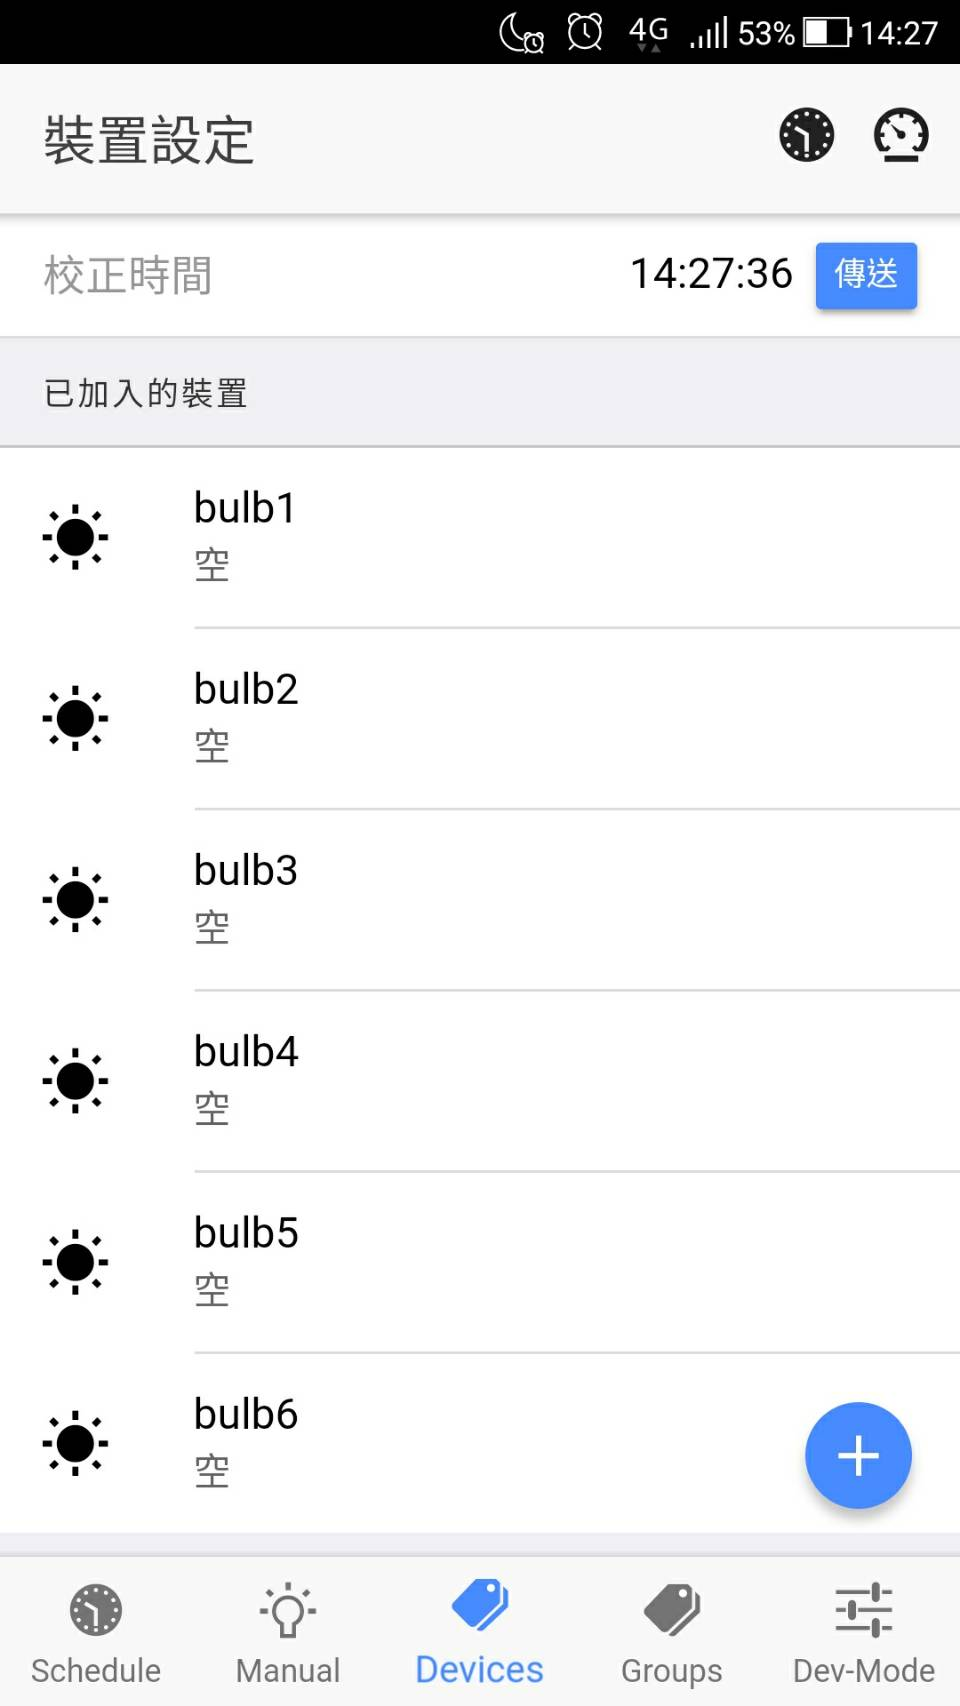 4G 53% 14:27
裝置設定
校正時間 14:27:36 傳送
已加入的裝置
bulb1
空
bulb2
空
bulb3
空
bulb4
空
bulb5
空
bulb6
空
Schedule Manual Devices Groups Dev-Mode